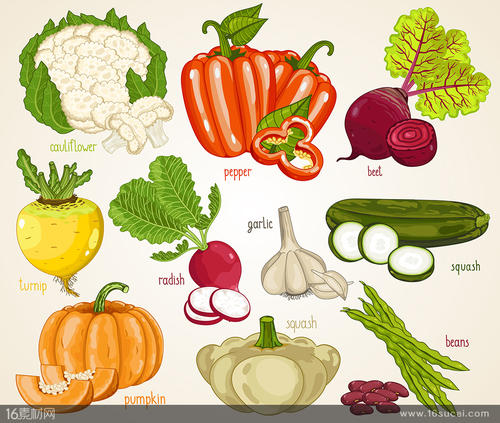 cauliflower
pepper
beet
turnip
radish
garlic
squash
pumpkin
squash
beans
16素材网
www.16sucai.com